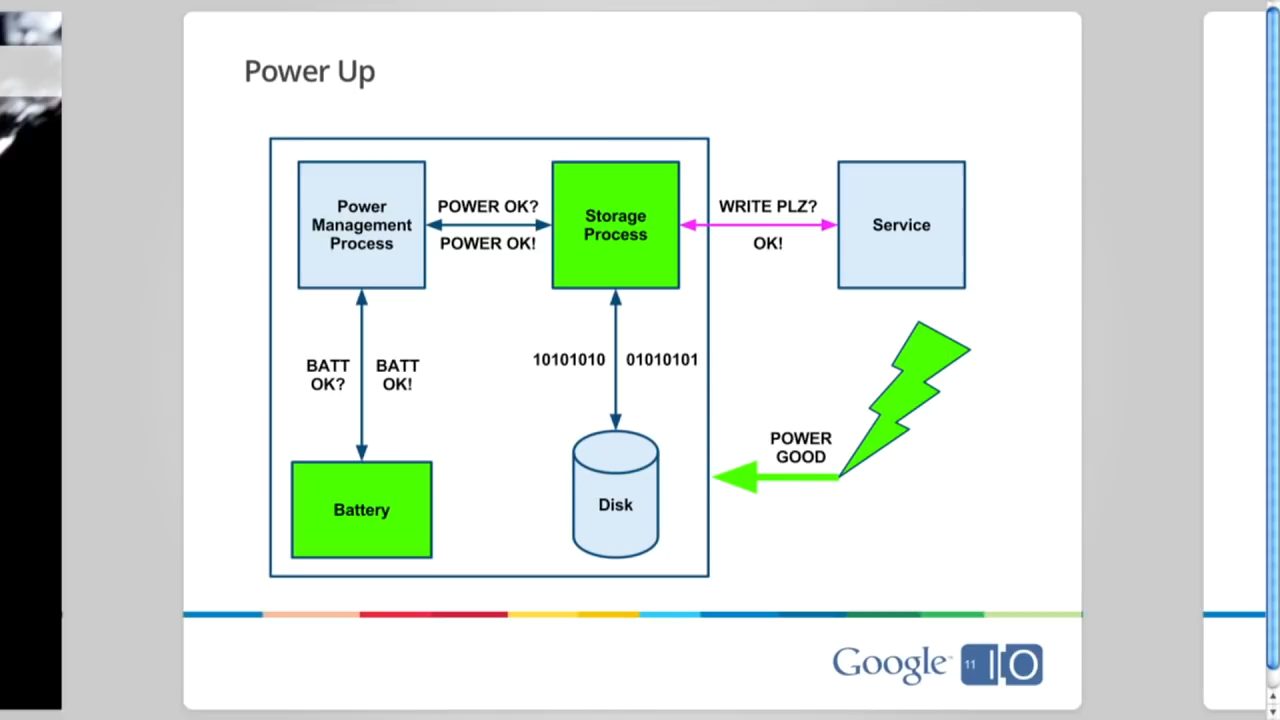 Power Up
Power
Management
Process
POWER OK?
POWER OK!
Storage
Process
WRITE PLZ?
OK!
Service
BATT
OK?
BATT
OK!
10101010
01010101
POWER
GOOD
Battery
Disk
Google™ 11 IO